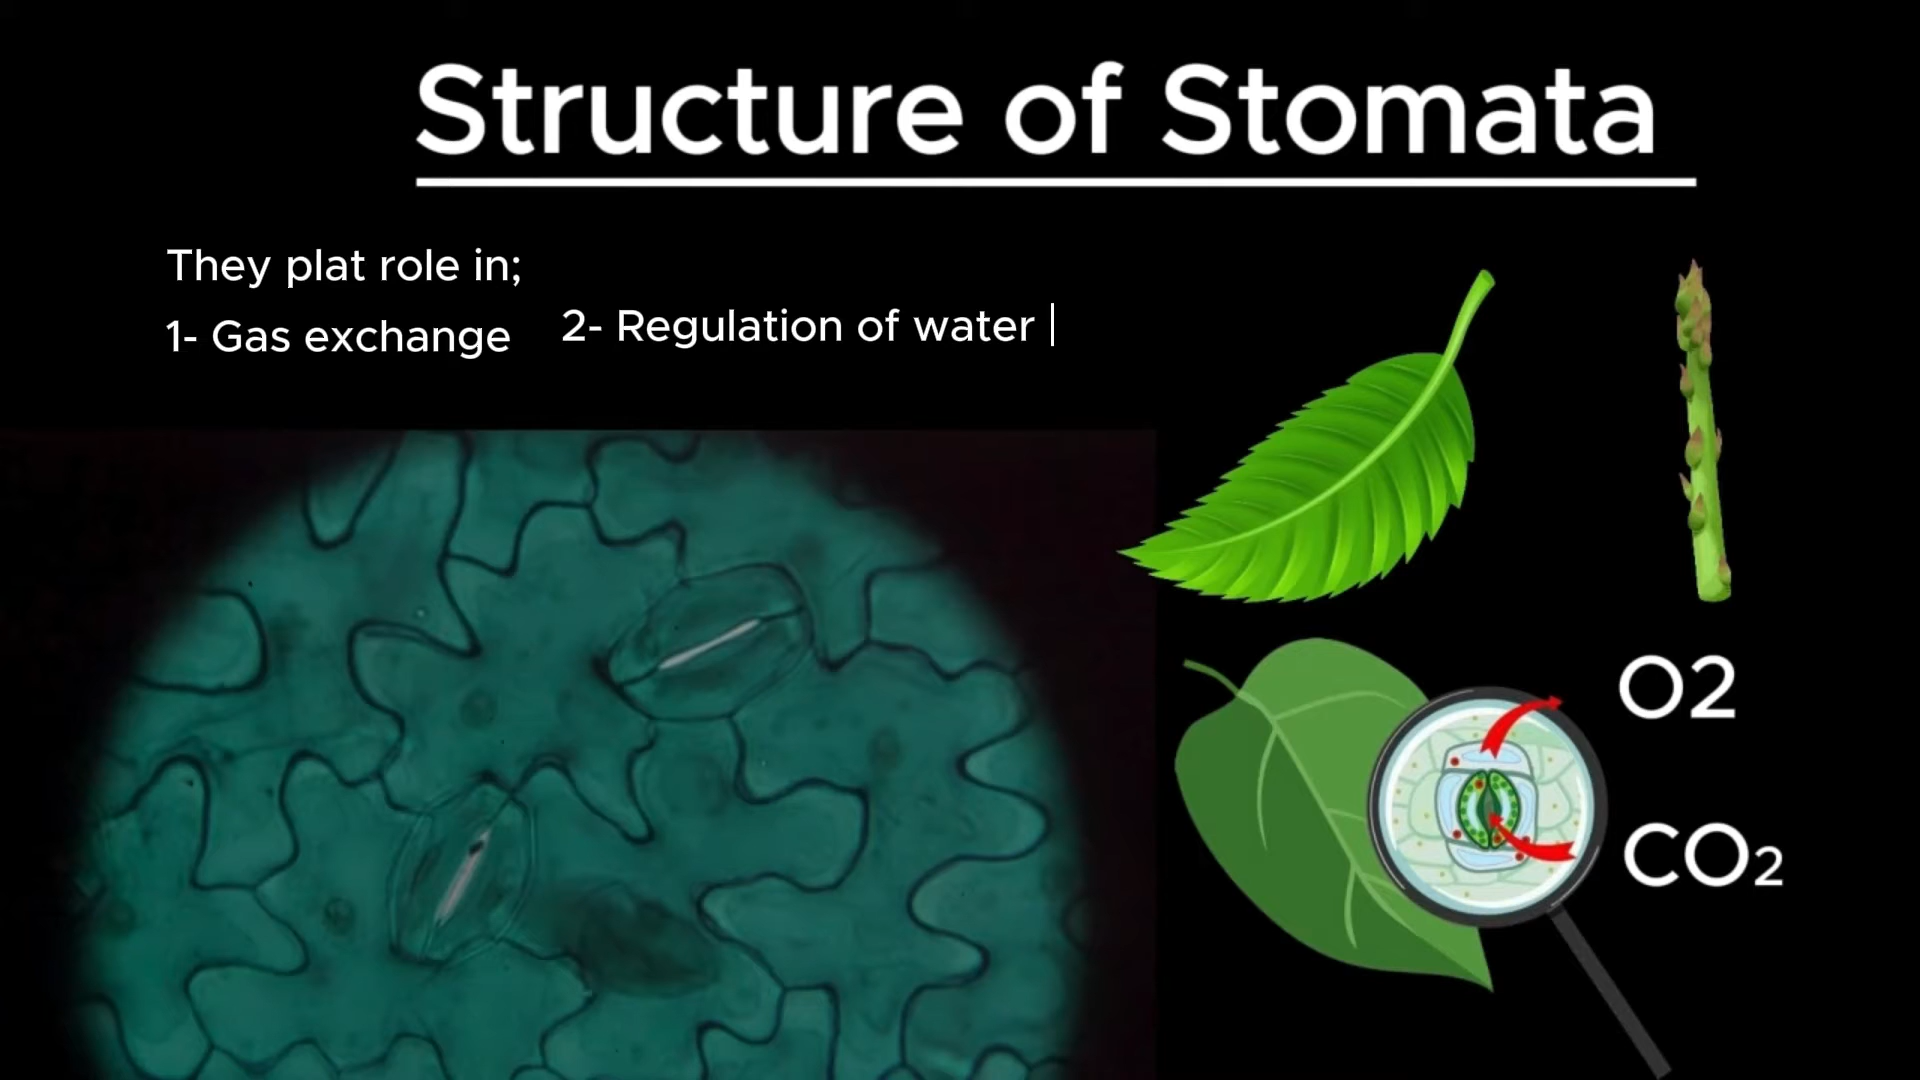 Structure of Stomata
They plat role in;
1- Gas exchange
2- Regulation of water
O2
CO₂